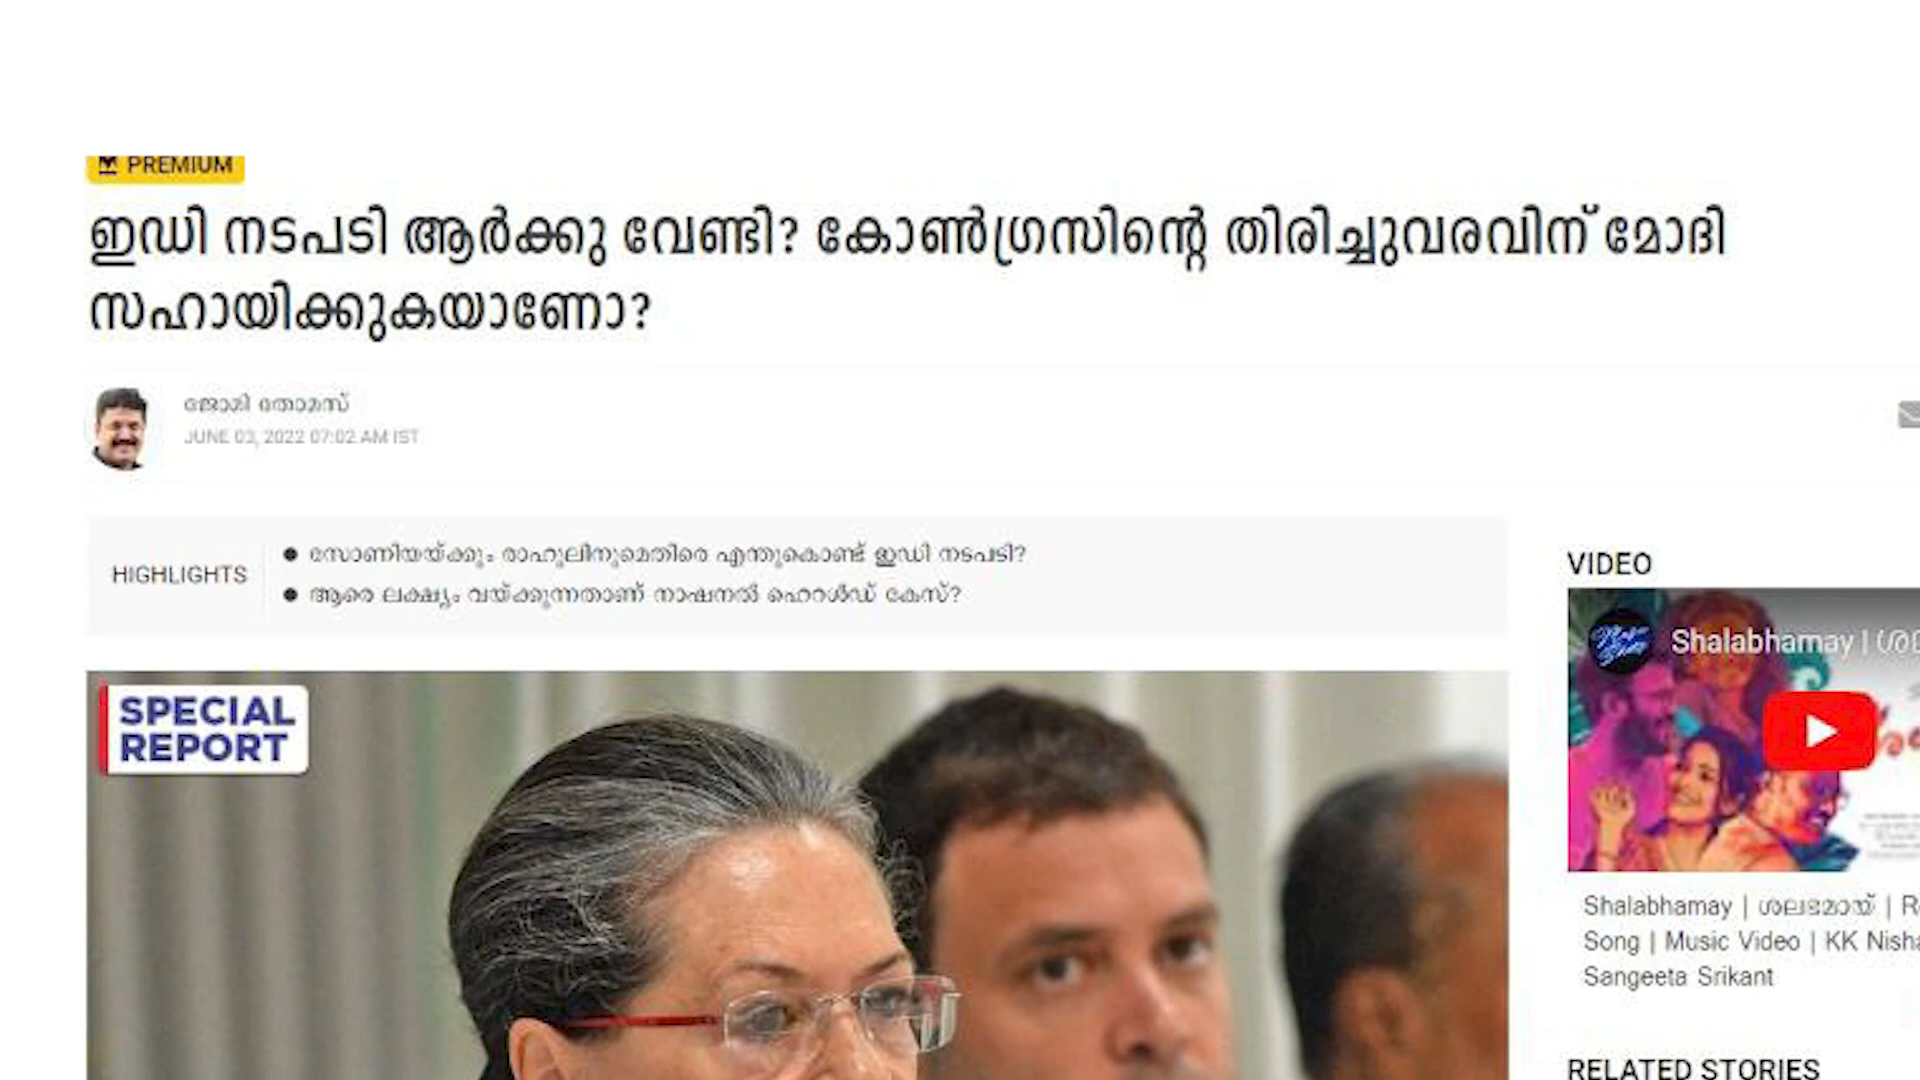 PREMIUM
ഇഡി നടപടി ആർക്കു വേണ്ടി? കോൺഗ്രസിന്റെ തിരിച്ചുവരവിന് മോദി
സഹായിക്കുകയാണോ?
ജോമി തോമസ്
JUNE 03, 2022 07:02 AM IST
HIGHLIGHTS
● സോണിയയ്ക്കും രാഹുലിനുമെതിരെ എന്തുകൊണ്ട് ഇഡി നടപടി?
● ആരെ ലക്ഷ്യം വയ്ക്കുന്നതാണ് നാഷനൽ ഹെറൾഡ് കേസ്?
SPECIAL
REPORT
VIDEO
Shalabhamay |
Shalabhamay | ശലഭമായ് |
Song | Music Video | KK
Sangeeta Srikant
RELATED STORIES